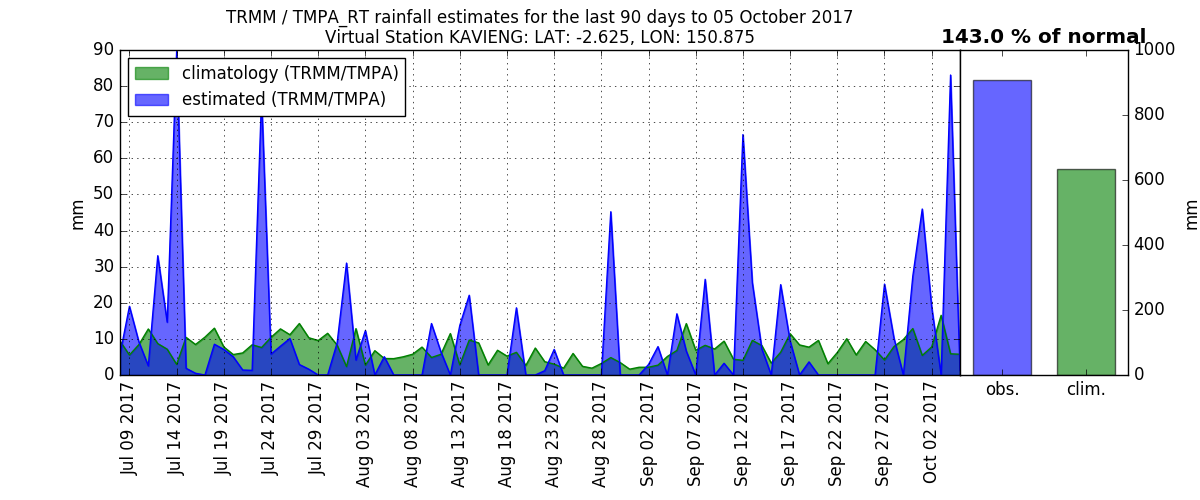 TRMM / TMPA_RT rainfall estimates for the last 90 days to 05 October 2017
Virtual Station KAVIENG: LAT: -2.625, LON: 150.875
143.0 % of normal
climatology (TRMM/TMPA)
estimated (TRMM/TMPA)
mm
90
80
70
60
50
40
30
20
10
0
Jul 09 2017
Jul 14 2017
Jul 19 2017
Jul 24 2017
Jul 29 2017
Aug 03 2017
Aug 08 2017
Aug 13 2017
Aug 18 2017
Aug 23 2017
Aug 28 2017
Sep 02 2017
Sep 07 2017
Sep 12 2017
Sep 17 2017
Sep 22 2017
Sep 27 2017
Oct 02 2017
obs.
clim.
1000
800
600
400
200
0
mm